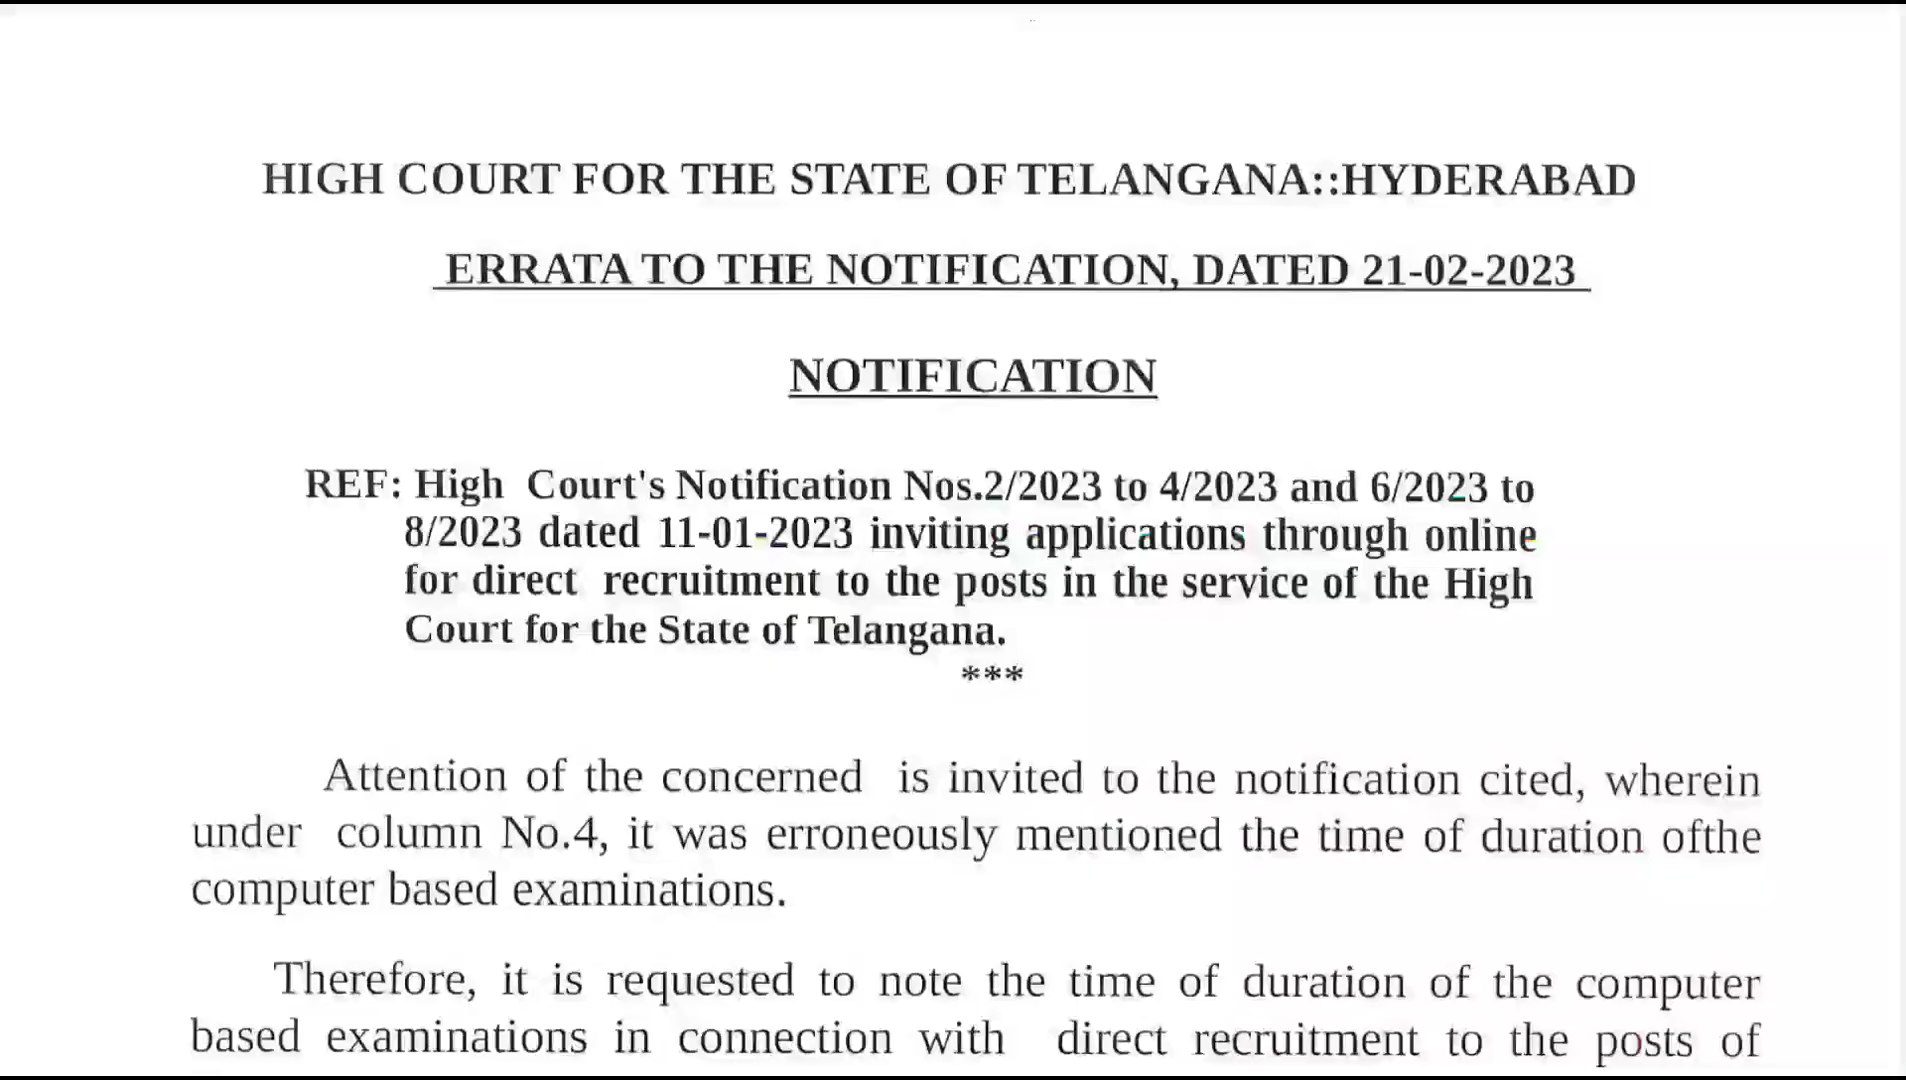 HIGH COURT FOR THE STATE OF TELANGANA::HYDERABAD
ERRATA TO THE NOTIFICATION, DATED 21-02-2023
NOTIFICATION
REF: High Court's Notification Nos.2/2023 to 4/2023 and 6/2023 to
8/2023 dated 11-01-2023 inviting applications through online
for direct recruitment to the posts in the service of the High
Court for the State of Telangana.
***
Attention of the concerned is invited to the notification cited, wherein
under column No.4, it was erroneously mentioned the time of duration ofthe
computer based examinations.
Therefore, it is requested to note the time of duration of the computer
based examinations in connection with direct recruitment to the posts of